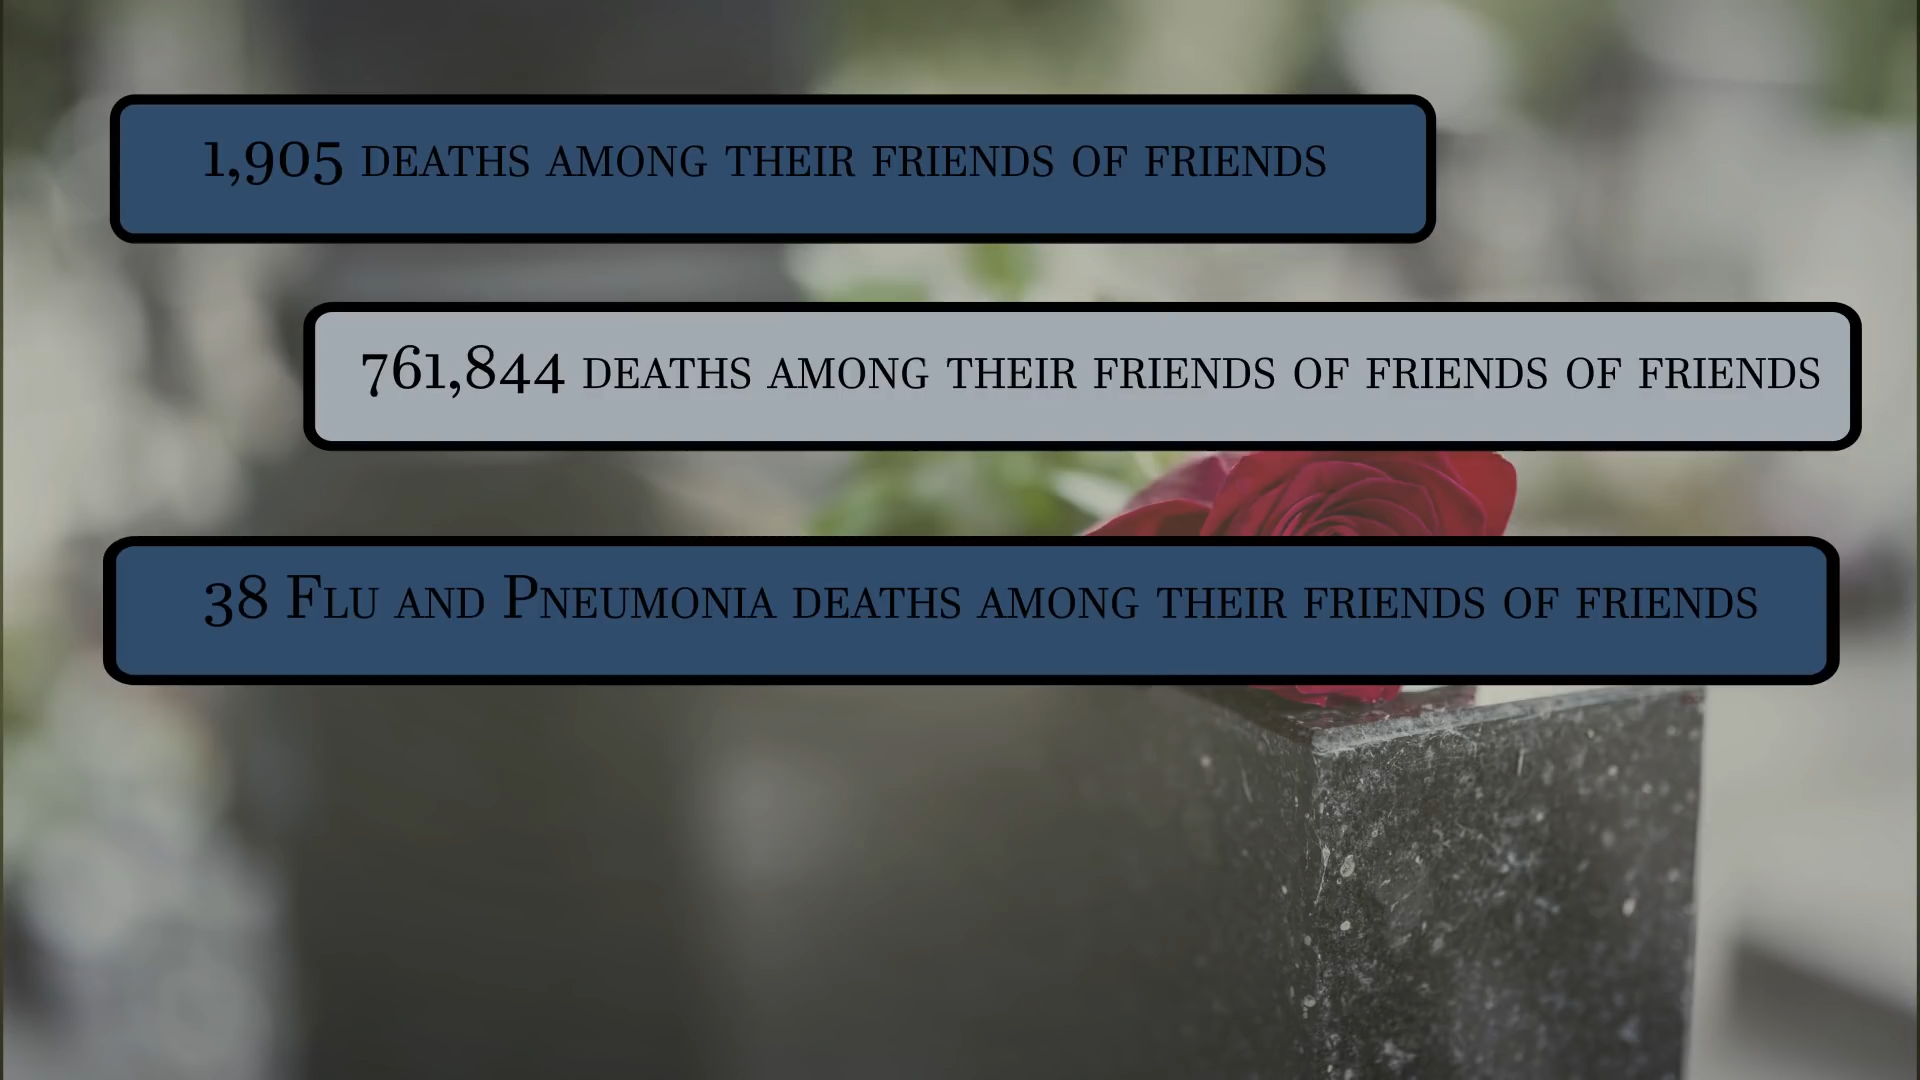 1,905 deaths among their friends of friends
761,844 deaths among their friends of friends of friends
38 Flu and Pneumonia deaths among their friends of friends